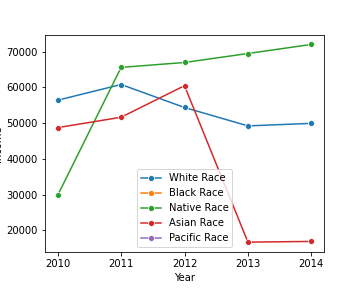 70000
60000
50000
40000
30000
20000
White Race
Black Race
Native Race
Asian Race
Pacific Race
2010 2011 2012 2013 2014
Year